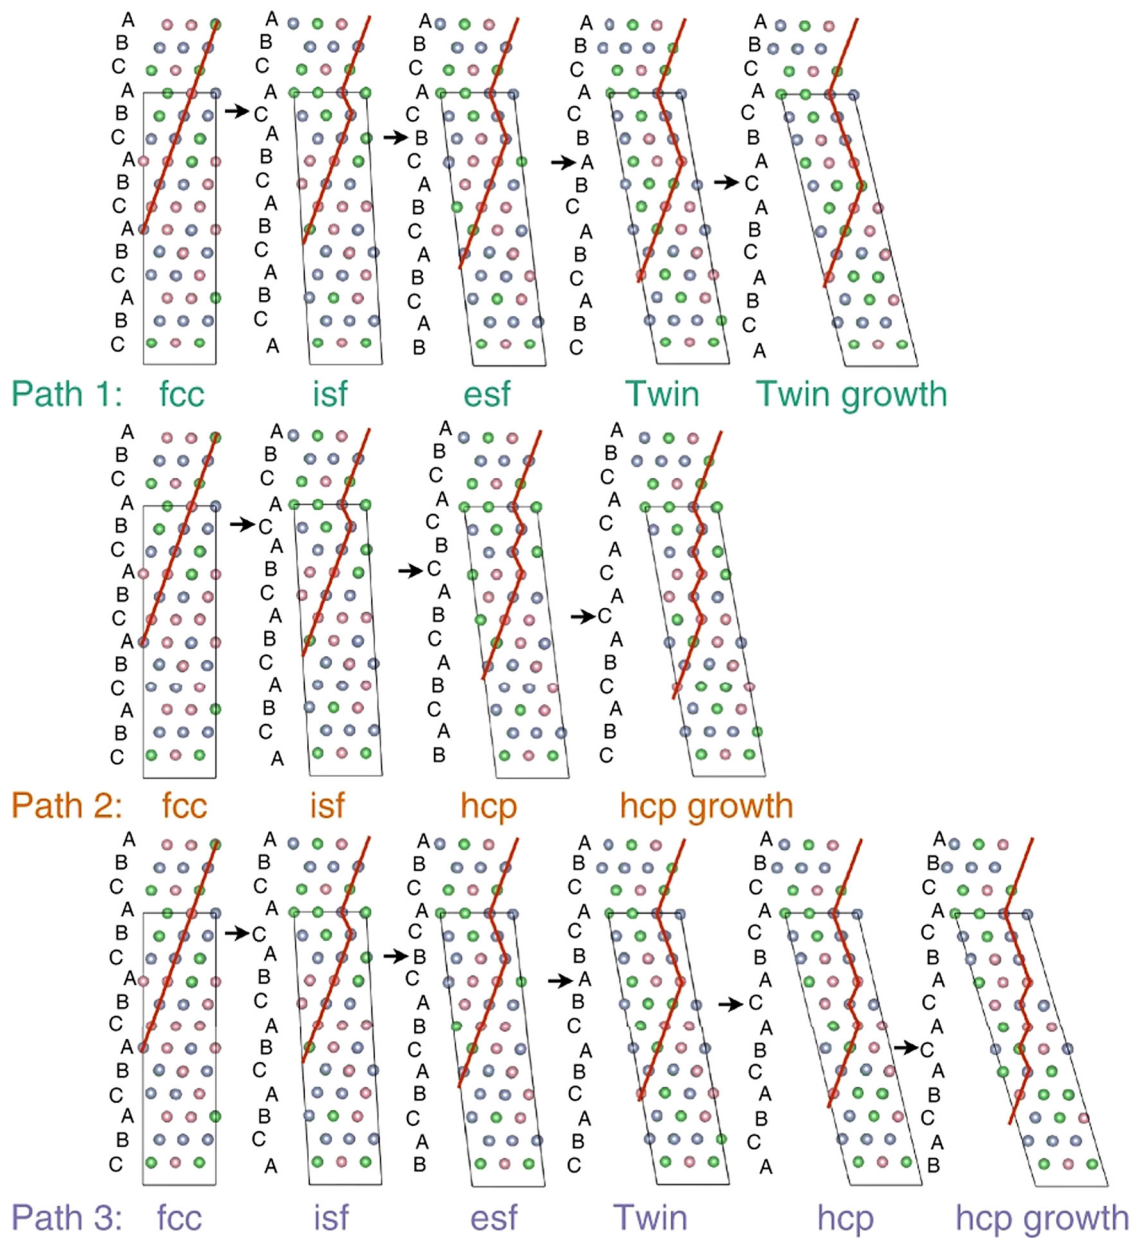 A B C A B C A B C A B C A B C
A B C A C A B C A B C A B C A
A B C A C B C A B C A B C A B
A B C A C B A B C A B C A B C
A B C A C B A C A B C A B C A
Path 1: fcc isf esf Twin Twin growth
A B C A B C A B C A B C A B C
A B C A C A B C A B C A B C A
A B C A C B C A B C A B C A B
A B C A C A C A C A B C A B C
Path 2: fcc isf hcp hcp growth
A B C A B C A B C A B C A B C
A B C A C A B C A B C A B C A
A B C A C B C A B C A B C A B
A B C A C B A B C A B C A B C
A B C A C B A C A B C A B C A
A B C A C B A C A C A B C A B
Path 3: fcc isf esf Twin hcp hcp growth